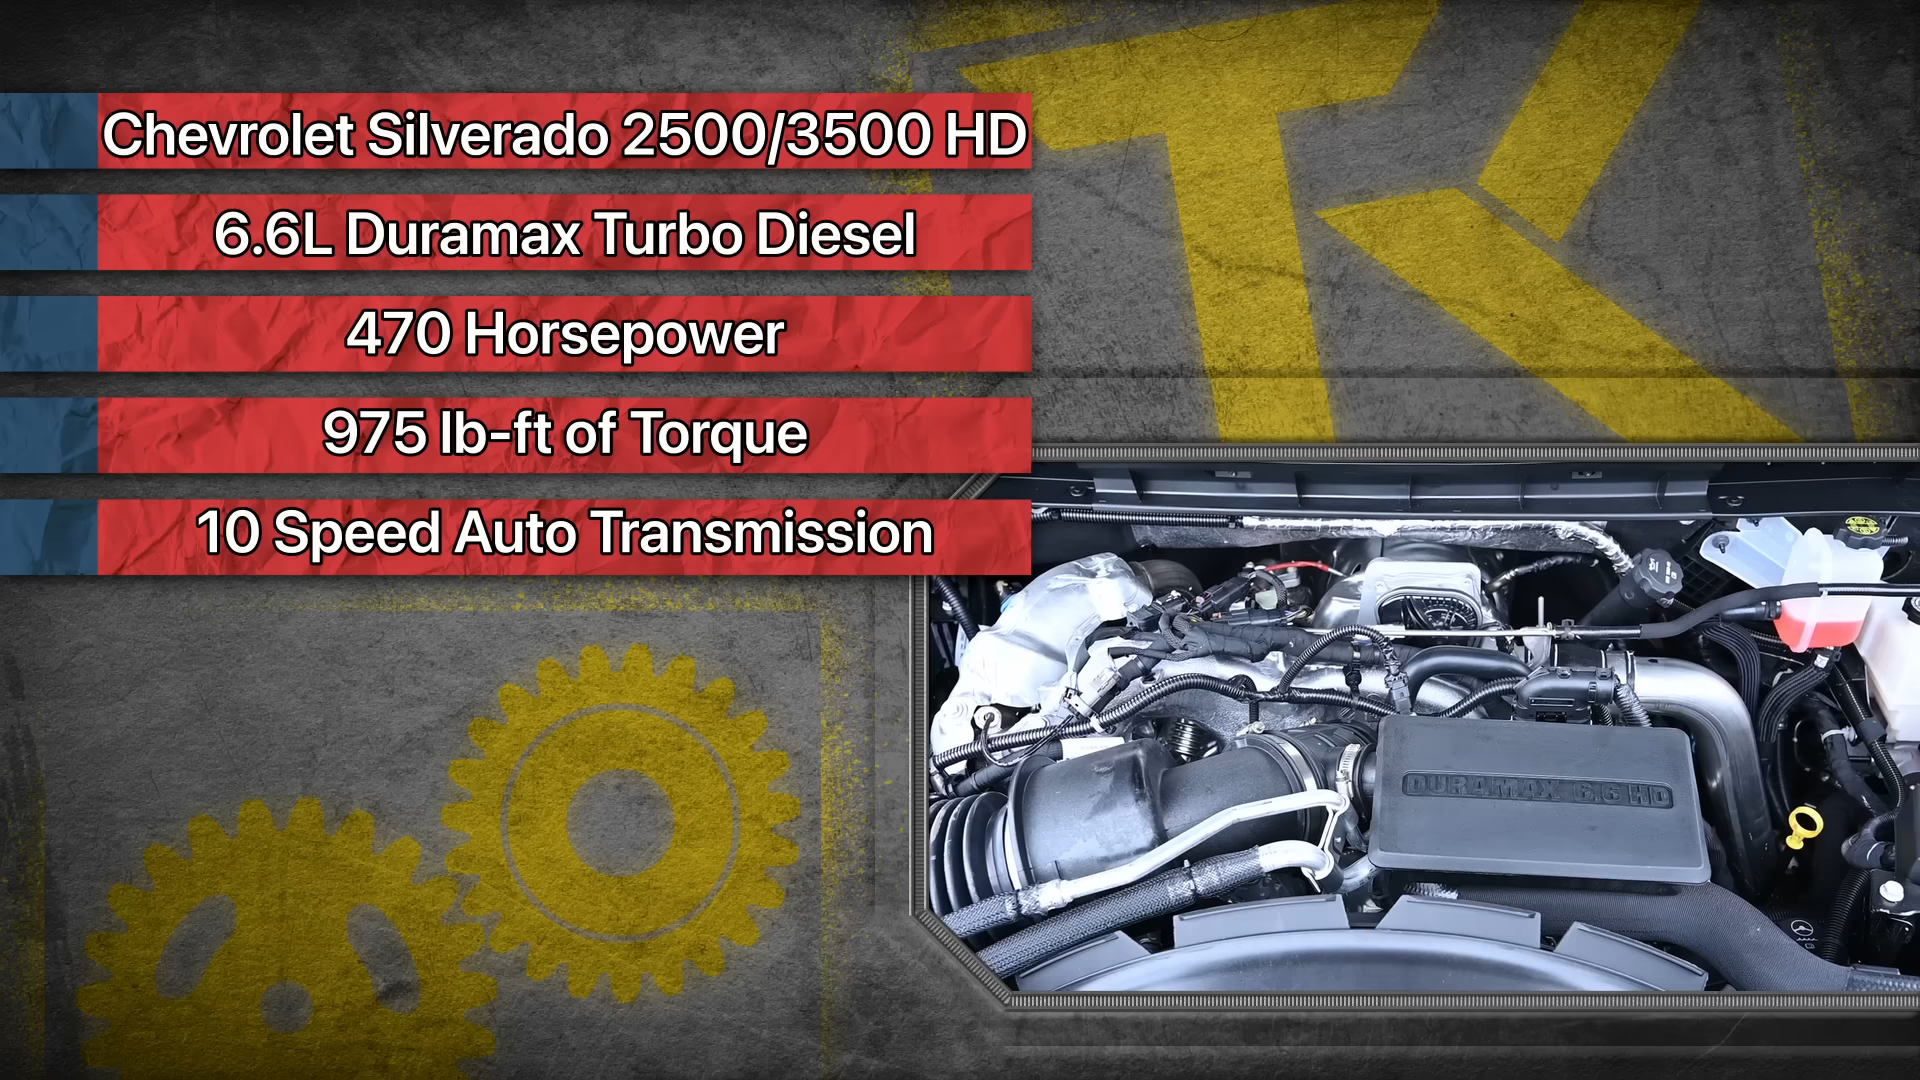 Chevrolet Silverado 2500/3500 HD
6.6L Duramax Turbo Diesel
470 Horsepower
975 lb-ft of Torque
10 Speed Auto Transmission
TK
DURAMAX 6.6 HD